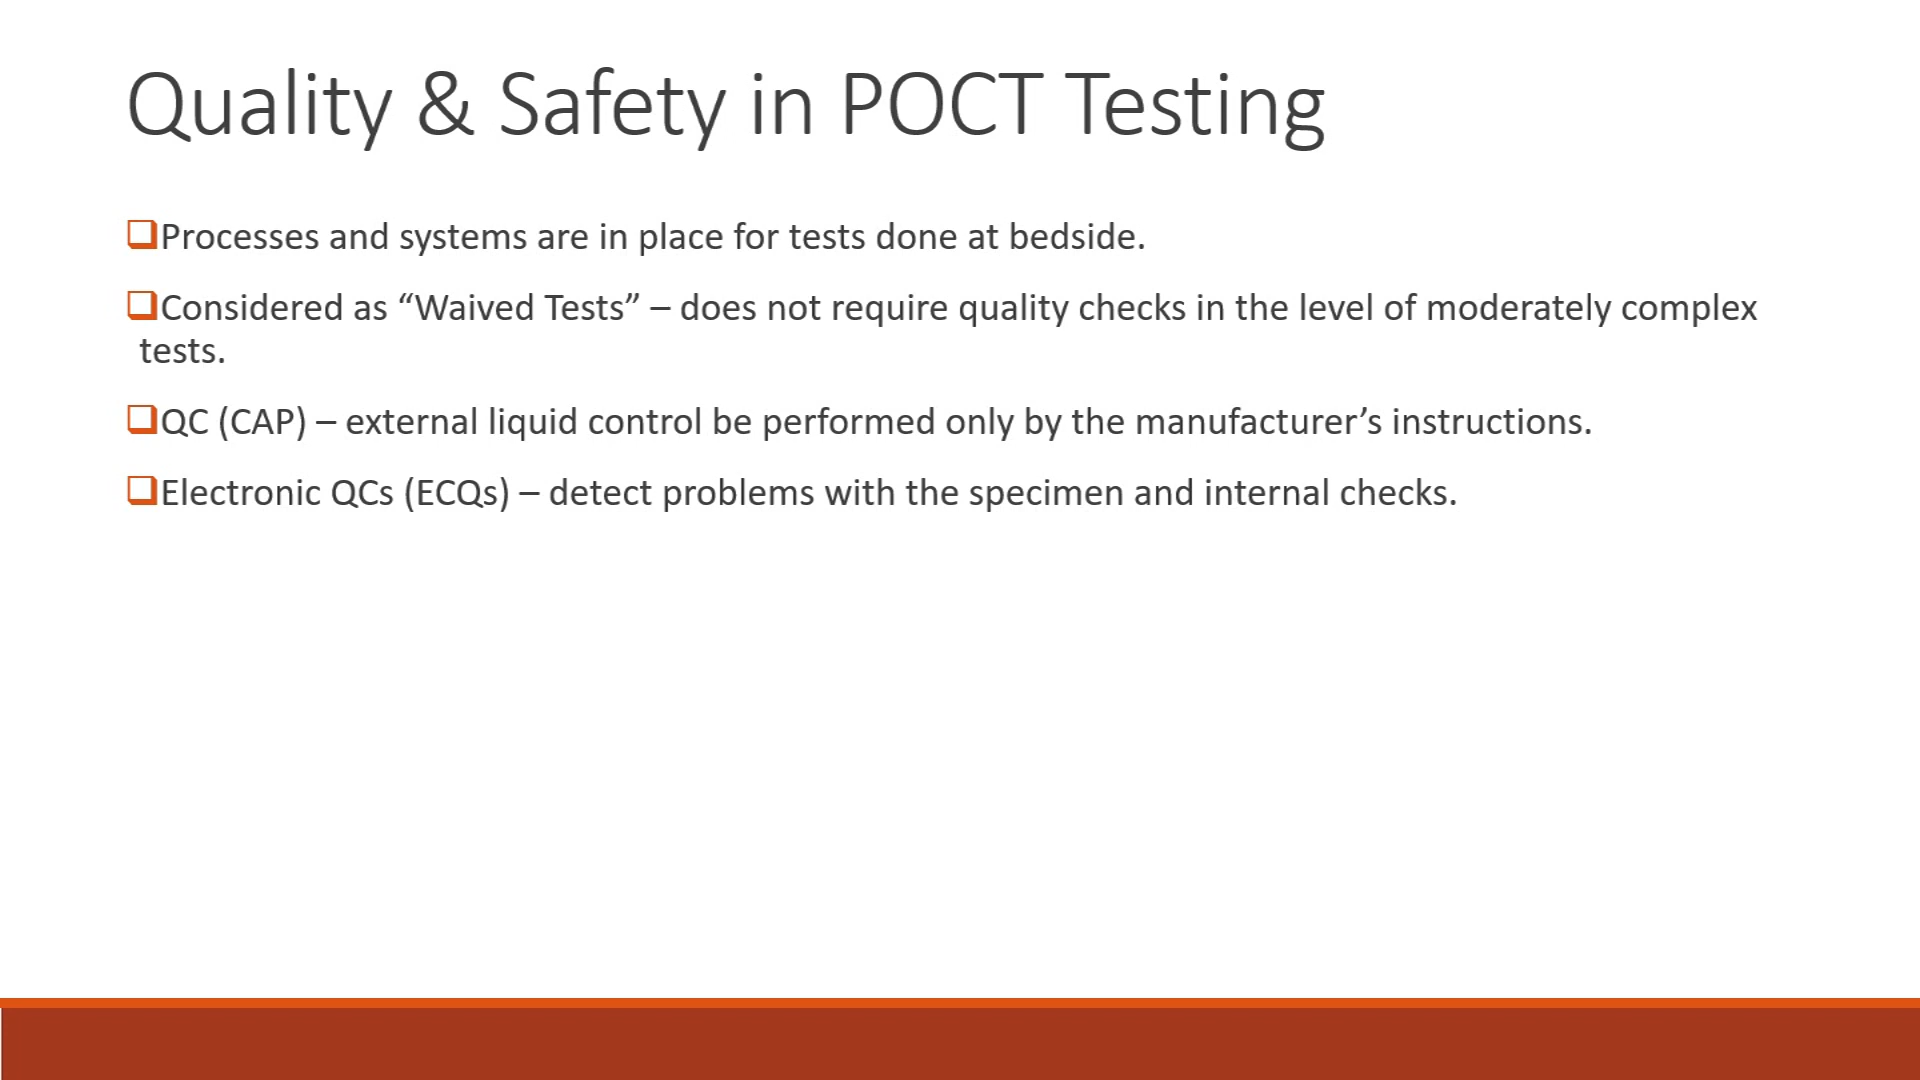 Quality & Safety in POCT Testing
Processes and systems are in place for tests done at bedside.
Considered as “Waived Tests” – does not require quality checks in the level of moderately complex
tests.
QC (CAP) – external liquid control be performed only by the manufacturer’s instructions.
Electronic QCs (ECQs) – detect problems with the specimen and internal checks.